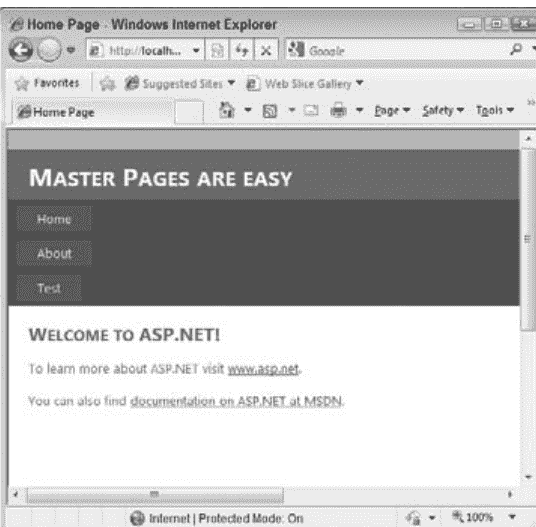 Home Page - Windows Internet Explorer
http://localh...
Google
Favorites
Suggested Sites
Web Slice Gallery
Home Page
Page
Safety
Tools
MASTER PAGES ARE EASY
Home
About
Test
WELCOME TO ASP.NET!
To learn more about ASP.NET visit www.asp.net.
You can also find documentation on ASP.NET at MSDN.
Internet | Protected Mode: On
100%